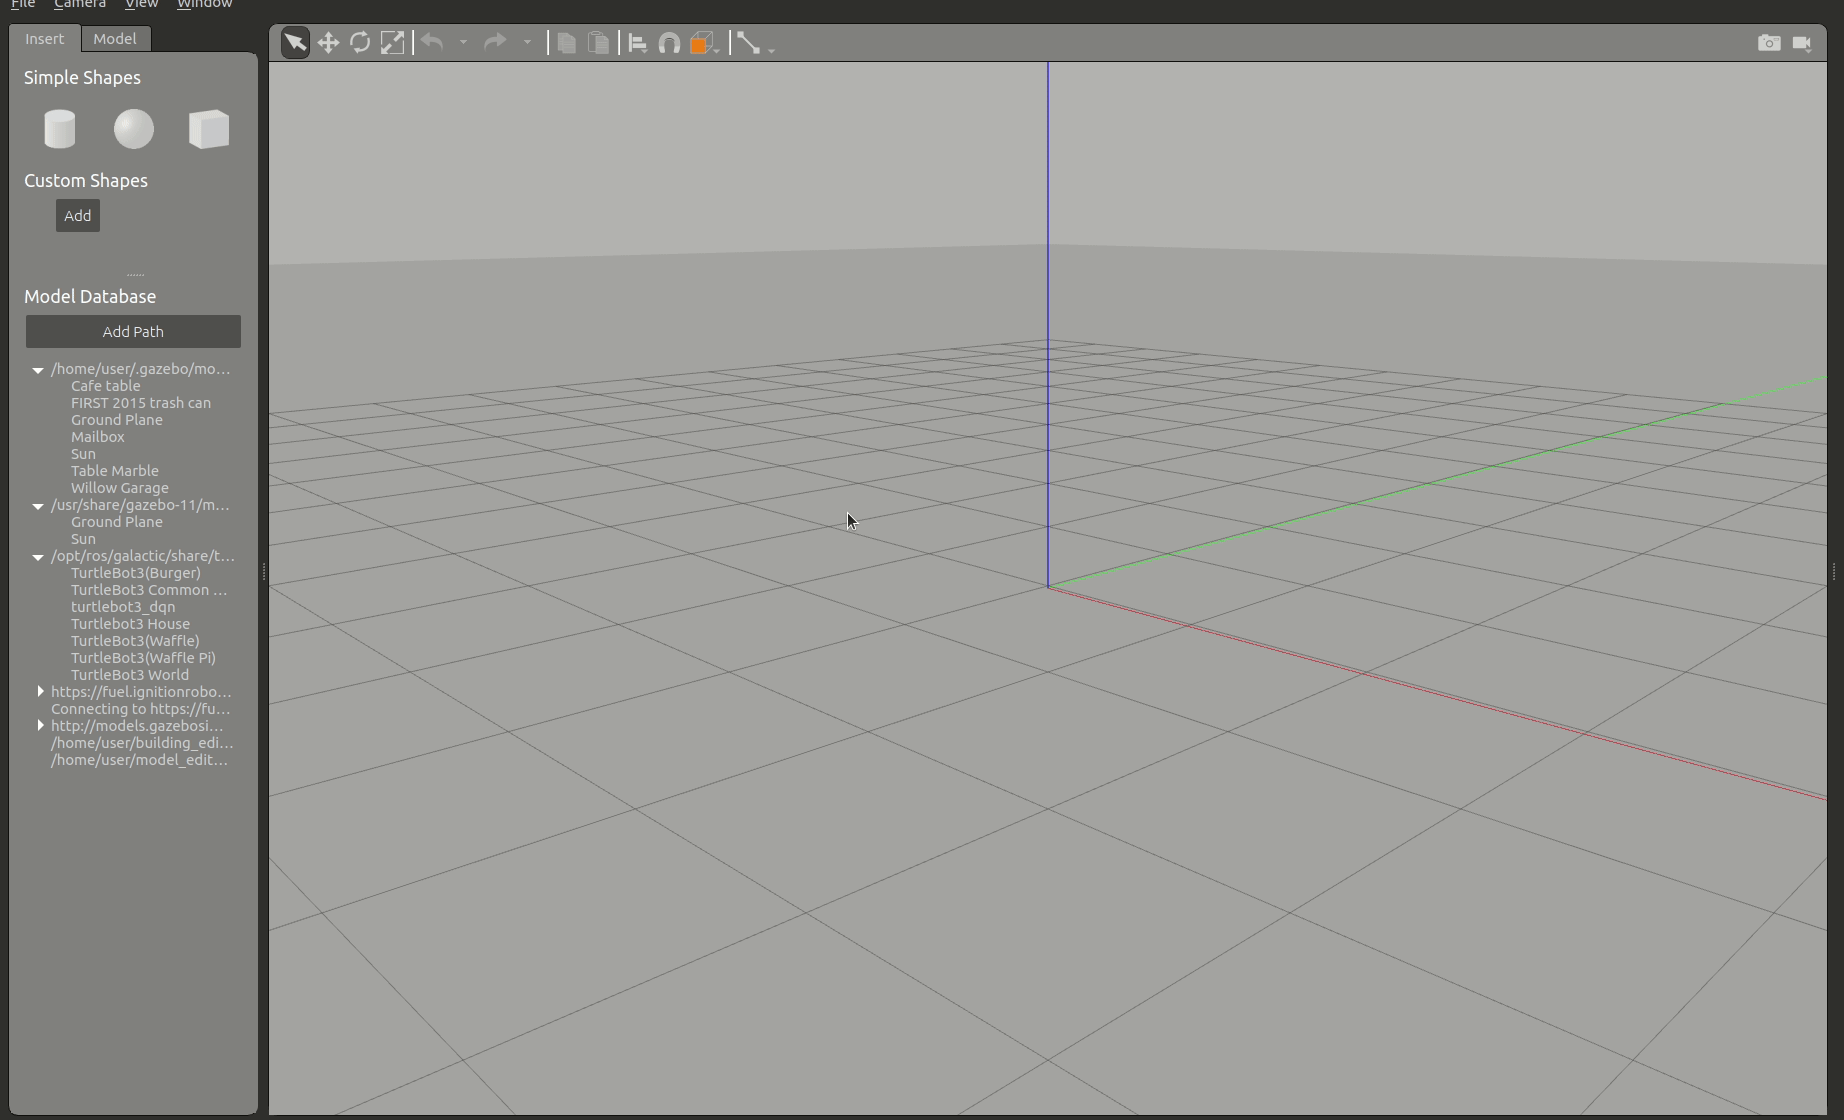 File Camera View Window
Insert Model
Simple Shapes
Custom Shapes
Add
Model Database
Add Path
/home/user/.gazebo/mo...
Cafe table
FIRST 2015 trash can
Ground Plane
Mailbox
Sun
Table Marble
Willow Garage
/usr/share/gazebo-11/m...
Ground Plane
Sun
/opt/ros/galactic/share/t...
TurtleBot3(Burger)
TurtleBot3 Common ...
turtlebot3_dqn
Turtlebot3 House
TurtleBot3(Waffle)
TurtleBot3(Waffle Pi)
TurtleBot3 World
https://fuel.ignitionrobo...
Connecting to https://fu...
http://models.gazebosi...
/home/user/building_edi...
/home/user/model_edit...